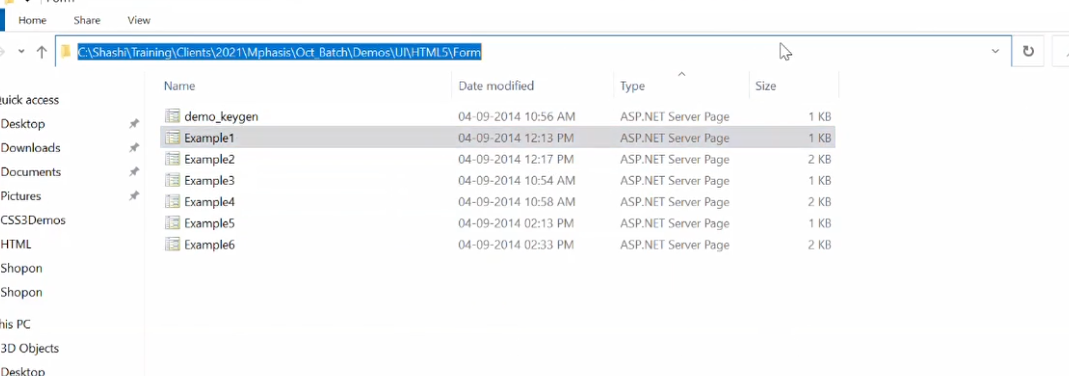 Home Share View
C:\Shashi\Training\Clients\2021\Mphasis\Oct_Batch\Demos\UI\HTML5\Form
Name Date modified Type Size
uick access
Desktop
Downloads
Documents
Pictures
CSS3Demos
HTML
Shopon
Shopon
his PC
3D Objects
Desktop
demo_keygen 04-09-2014 10:56 AM ASP.NET Server Page 1 KB
Example1 04-09-2014 12:13 PM ASP.NET Server Page 1 KB
Example2 04-09-2014 12:17 PM ASP.NET Server Page 2 KB
Example3 04-09-2014 10:54 AM ASP.NET Server Page 1 KB
Example4 04-09-2014 10:58 AM ASP.NET Server Page 2 KB
Example5 04-09-2014 02:13 PM ASP.NET Server Page 1 KB
Example6 04-09-2014 02:33 PM ASP.NET Server Page 2 KB